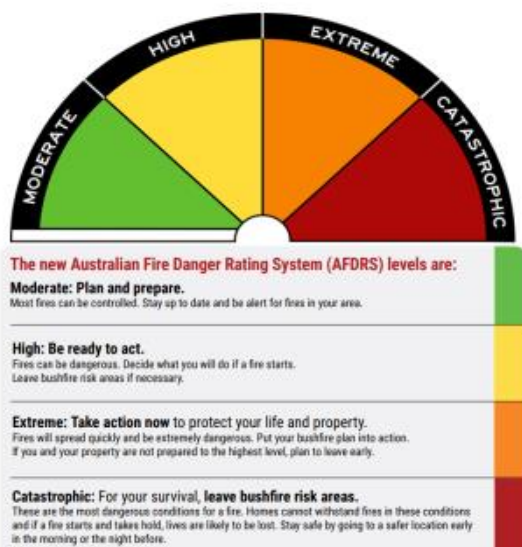 MODERATE
HIGH
EXTREME
CATASTROPHIC
The new Australian Fire Danger Rating System (AFDRS) levels are:
Moderate: Plan and prepare.
Most fires can be controlled. Stay up to date and be alert for fires in your area.
High: Be ready to act.
Fires can be dangerous. Decide what you will do if a fire starts.
Leave bushfire risk areas if necessary.
Extreme: Take action now to protect your life and property.
Fires will spread quickly and be extremely dangerous. Put your bushfire plan into action.
If you and your property are not prepared to the highest level, plan to leave early.
Catastrophic: For your survival, leave bushfire risk areas.
These are the most dangerous conditions for a fire. Homes cannot withstand fires in these conditions
and if a fire starts and takes hold, lives are likely to be lost. Stay safe by going to a safer location early
in the morning or the night before.